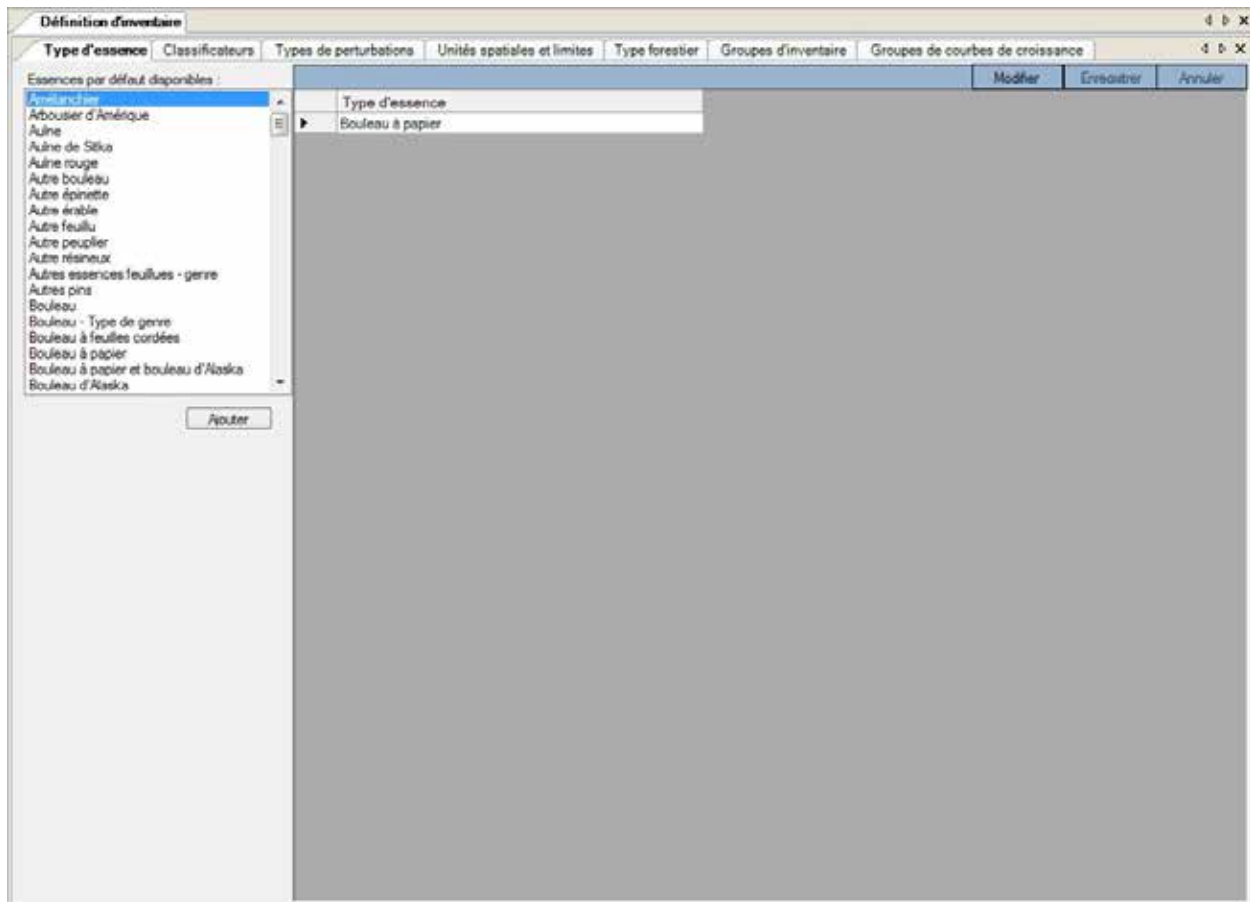 Définition d'inventaire
Type d'essence Classificateurs Types de perturbations Unités spatiales et limites Type forestier Groupes d'inventaire Groupes de courbes de croissance
Essences par défaut disponibles :
Modifier Enregistrer Annuler
Amélanchier
Arbousier d'Amérique
Aulne
Aulne de Sitka
Aulne rouge
Autre bouleau
Autre épinette
Autre érable
Autre feuillu
Autre peuplier
Autre résineux
Autres essences feuillues - genre
Autres pins
Bouleau
Bouleau - Type de genre
Bouleau à feuilles cordées
Bouleau à papier
Bouleau à papier et bouleau d'Alaska
Bouleau d'Alaska
Type d'essence
Bouleau à papier
Ajouter